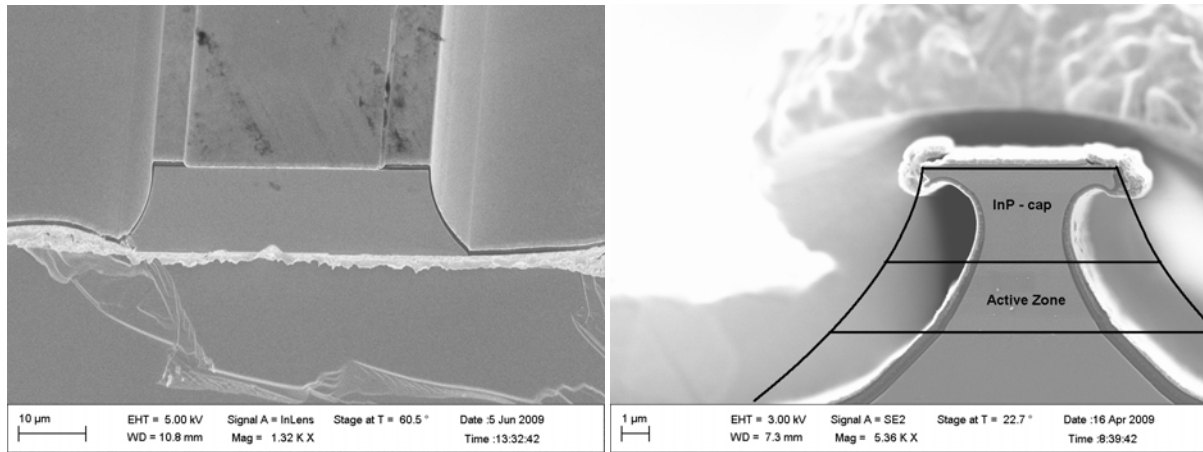 10 µm
EHT = 5.00 kV Signal A = InLens Stage at T = 60.5 ° Date :5 Jun 2009
WD = 10.8 mm Mag = 1.32 K X Time :13:32:42
InP - cap
Active Zone
1 µm
EHT = 3.00 kV Signal A = SE2 Stage at T = 22.7 ° Date :16 Apr 2009
WD = 7.3 mm Mag = 5.36 K X Time :8:39:42